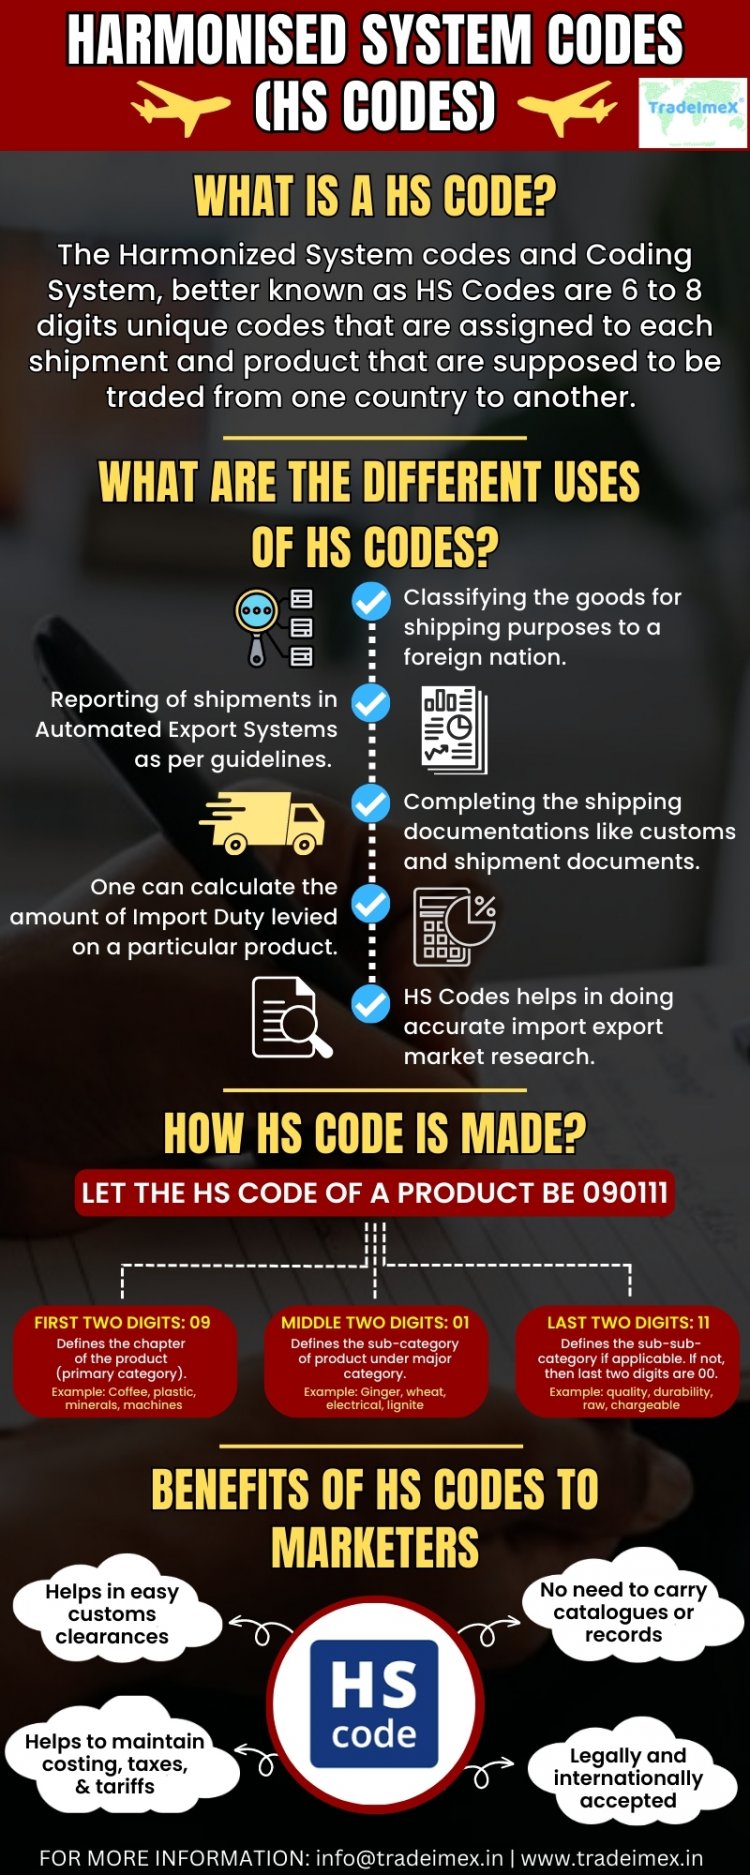 HARMONISED SYSTEM CODES
(HS CODES)
TradeImeX
WHAT IS A HS CODE?
The Harmonized System codes and Coding
System, better known as HS Codes are 6 to 8
digits unique codes that are assigned to each
shipment and product that are supposed to be
traded from one country to another.
WHAT ARE THE DIFFERENT USES
OF HS CODES?
Classifying the goods for
shipping purposes to a
foreign nation.
Reporting of shipments in
Automated Export Systems
as per guidelines.
Completing the shipping
documentations like customs
and shipment documents.
One can calculate the
amount of Import Duty levied
on a particular product.
%
HS Codes helps in doing
accurate import export
market research.
HOW HS CODE IS MADE?
LET THE HS CODE OF A PRODUCT BE 090111
FIRST TWO DIGITS: 09
Defines the chapter
of the product
(primary category).
Example: Coffee, plastic,
minerals, machines
MIDDLE TWO DIGITS: 01
Defines the sub-category
of product under major
category.
Example: Ginger, wheat,
electrical, lignite
LAST TWO DIGITS: 11
Defines the sub-sub-
category if applicable. If not,
then last two digits are 00.
Example: quality, durability,
raw, chargeable
BENEFITS OF HS CODES TO
MARKETERS
Helps in easy
customs
clearances
No need to carry
catalogues or
records
HS
code
Helps to maintain
costing, taxes,
& tariffs
Legally and
internationally
accepted
FOR MORE INFORMATION: info@tradeimex.in | www.tradeimex.in